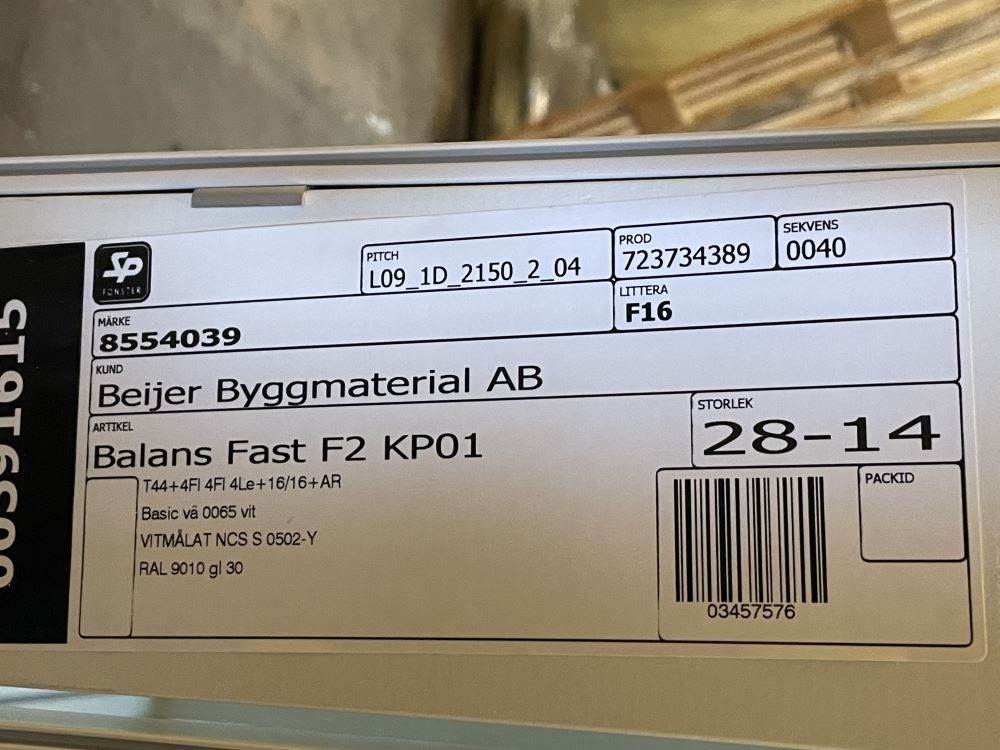 00391615
SP
FÖNSTER
PITCH
L09_1D_2150_2_04
PROD
723734389
SEKVENS
0040
MÄRKE
8554039
LITTERA
F16
KUND
Beijer Byggmaterial AB
ARTIKEL
Balans Fast F2 KP01
STORLEK
28-14
T44+4Fl 4Fl 4Le+16/16+AR
Basic vä 0065 vit
VITMÅLAT NCS S 0502-Y
RAL 9010 gl 30
PACKID
03457576